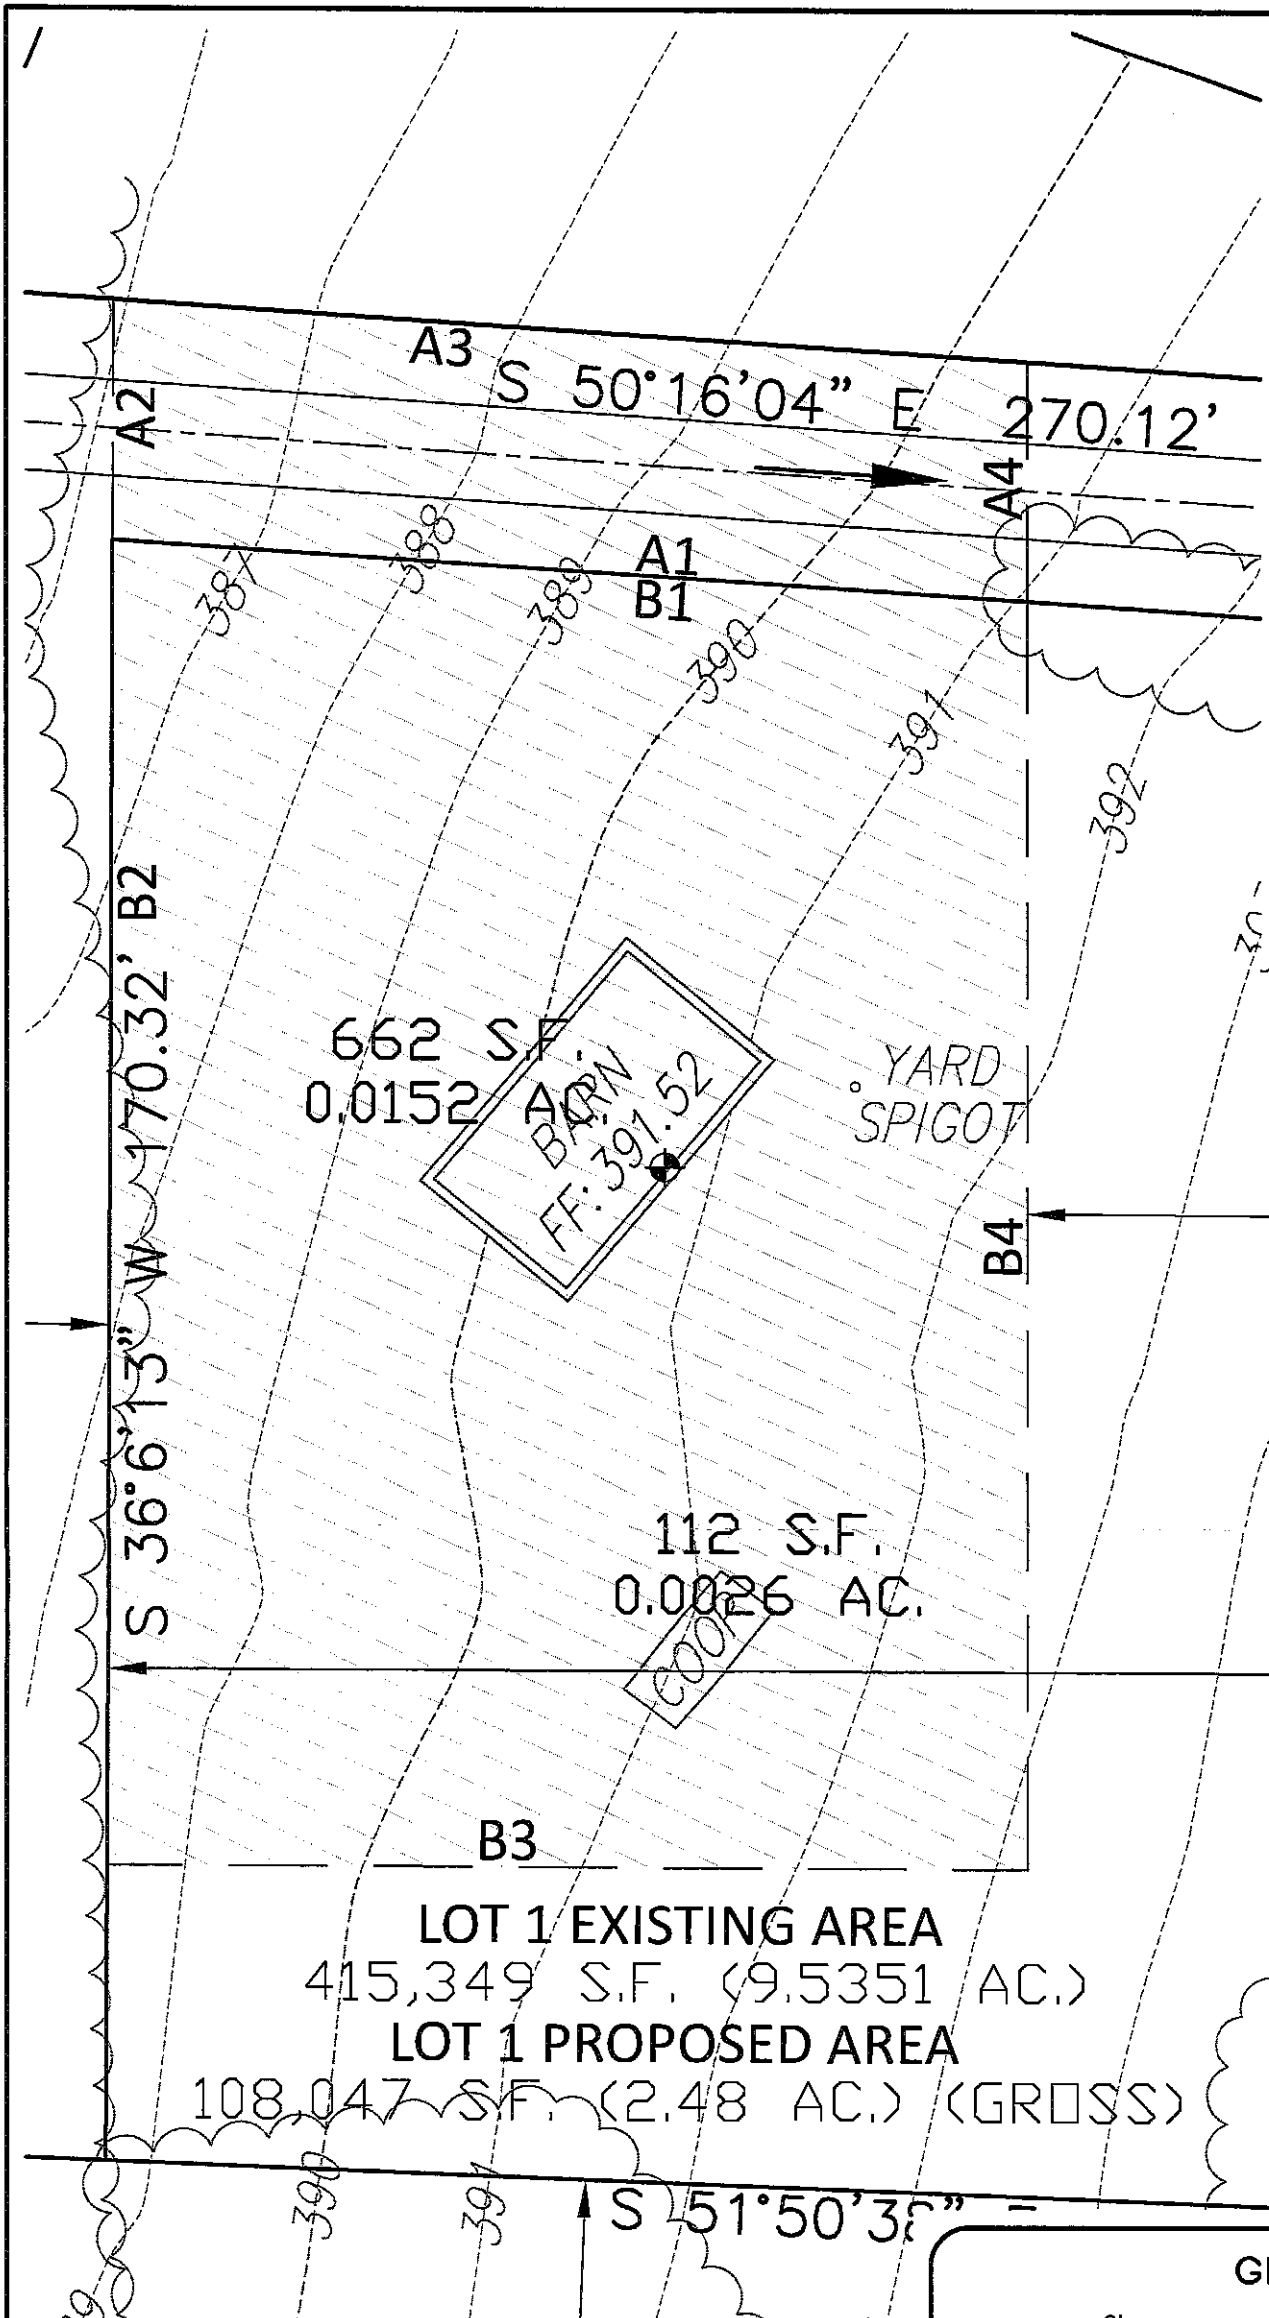 A3
S 50°16'04" E 270.12'
A2
A4
A1
B1
387
388
389
390
391
392
B2
S 36°6'13" W 170.32'
662 S.F.
0.0152 AC.
BARN
FF: 391.52
YARD
SPIGOT
B4
112 S.F.
0.0026 AC.
COOP
B3
LOT 1 EXISTING AREA
415,349 S.F. (9.5351 AC.)
LOT 1 PROPOSED AREA
108,047 S.F. (2.48 AC.) (GROSS)
390
391